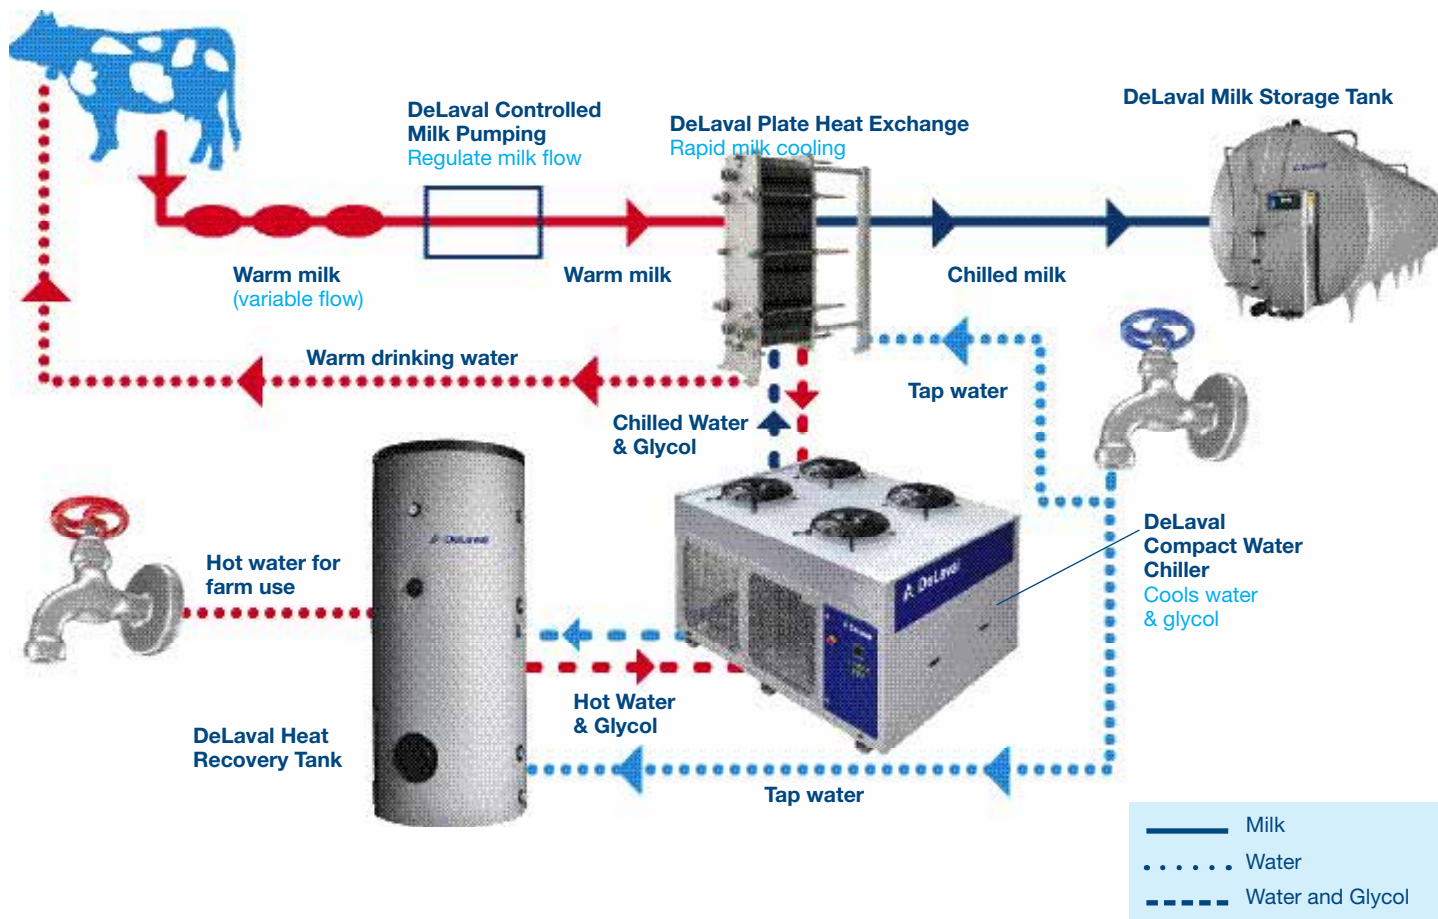 DeLaval Controlled
Milk Pumping
Regulate milk flow
DeLaval Plate Heat Exchange
Rapid milk cooling
DeLaval Milk Storage Tank
Warm milk
(variable flow)
Warm milk
Chilled milk
Warm drinking water
Tap water
Chilled Water
& Glycol
DeLaval
Compact Water
Chiller
Cools water
& glycol
Hot water for
farm use
DeLaval
DeLaval
Hot Water
& Glycol
DeLaval Heat
Recovery Tank
Tap water
Milk
Water
Water and Glycol